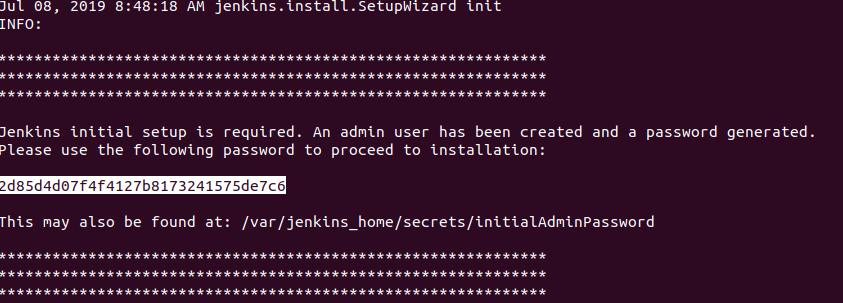 Jul 08, 2019 8:48:18 AM jenkins.install.SetupWizard init
INFO:
*************************************************************
*************************************************************
*************************************************************
Jenkins initial setup is required. An admin user has been created and a password generated.
Please use the following password to proceed to installation:
2d85d4d07f4f4127b8173241575de7c6
This may also be found at: /var/jenkins_home/secrets/initialAdminPassword
*************************************************************
*************************************************************
*************************************************************